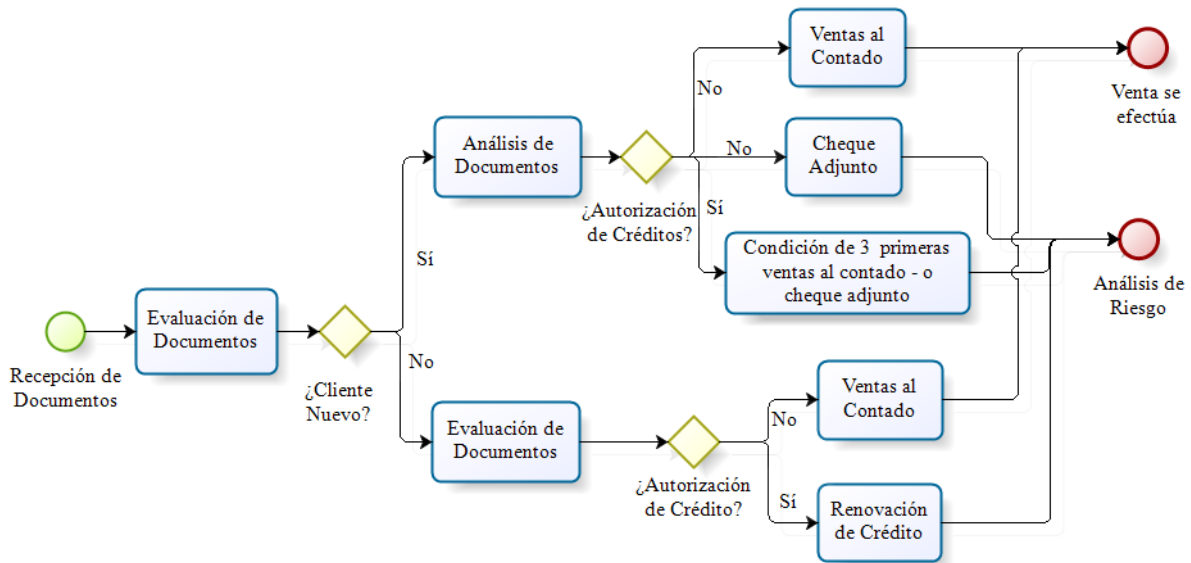 Recepción de
Documentos
Evaluación de
Documentos
¿Cliente
Nuevo?
Sí
No
Análisis de
Documentos
¿Autorización
de Créditos?
No
No
Sí
Ventas al
Contado
Cheque
Adjunto
Condición de 3 primeras
ventas al contado - o
cheque adjunto
Evaluación de
Documentos
¿Autorización
de Crédito?
No
Sí
Ventas al
Contado
Renovación
de Crédito
Venta se
efectúa
Análisis de
Riesgo